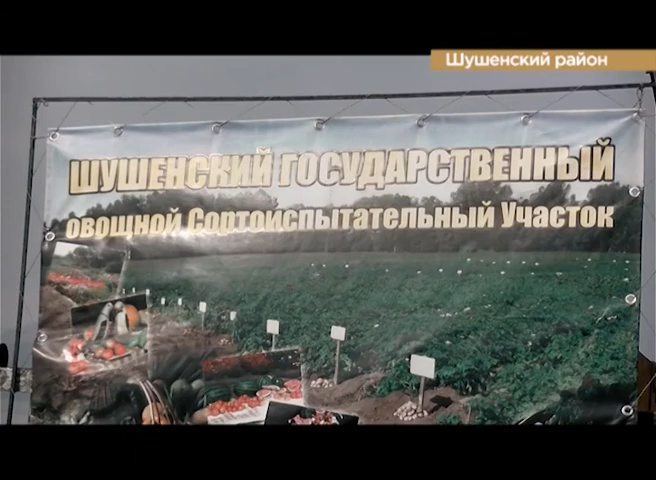 Шушенский район
ШУШЕНСКИЙ ГОСУДАРСТВЕННЫЙ
овощной Сортоиспытательный Участок